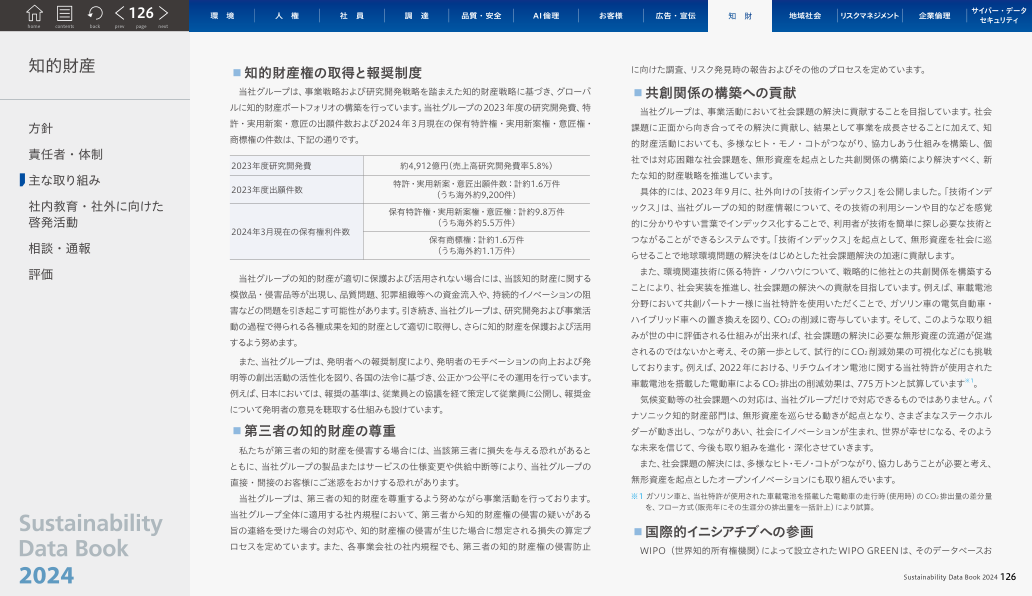 126
home
contents
back
prev
page
next
環 境
人 権
社 員
調 達
品質・安全
AI倫理
お客様
広告・宣伝
知 財
地域社会
リスクマネジメント
企業倫理
サイバー・データ
セキュリティ
知的財産
方針
責任者・体制
主な取り組み
社内教育・社外に向けた
啓発活動
相談・通報
評価
Sustainability
Data Book
2024
■ 知的財産権の取得と報奨制度
当社グループは、事業戦略および研究開発戦略を踏まえた知財戦略に基づき、グローバ
ルに知的財産ポートフォリオの構築を行っています。当社グループの2023年度の研究開発費、特
許・実用新案・意匠の出願件数および2024年3月現在の保有特許権・実用新案権・意匠権・
商標権の件数は、下記の通りです。
2023年度研究開発費
約4,912億円（売上高研究開発費率5.8%）
2023年度出願件数
特許・実用新案・意匠出願件数：計約1.6万件
（うち海外約9,200件）
2024年3月現在の保有権利件数
保有特許権・実用新案権・意匠権：計約9.8万件
（うち海外約5.5万件）
保有商標権：計約1.6万件
（うち海外約1.1万件）
当社グループの知的財産が適切に保護および活用されない場合には、当該知的財産に関する
模倣品・侵害品等が出現し、品質問題、犯罪組織等への資金流入や、持続的イノベーションの阻
害などの問題を引き起こす可能性があります。引き続き、当社グループは、研究開発および事業活
動の過程で得られる各種成果を知的財産として適切に取得し、さらに知的財産を保護および活用
するよう努めます。
また、当社グループは、発明者への報奨制度により、発明者のモチベーションの向上および発
明等の創出活動の活性化を図り、各国の法令に基づき、公正かつ公平にその運用を行っています。
例えば、日本においては、報奨の基準は、従業員との協議を経て策定して従業員に公開し、報奨金
について発明者の意見を聴取する仕組みも設けています。
■ 第三者の知的財産の尊重
私たちが第三者の知的財産を侵害する場合には、当該第三者に損失を与える恐れがあると
ともに、当社グループの製品またはサービスの仕様変更や供給中断等により、当社グループの
直接・間接のお客様にご迷惑をおかけする恐れがあります。
当社グループは、第三者の知的財産を尊重するよう努めながら事業活動を行っております。
当社グループ全体に適用する社内規程において、第三者から知的財産権の侵害の疑いがある
旨の連絡を受けた場合の対応や、知的財産権の侵害が生じた場合に想定される損失の算定プ
ロセスを定めています。また、各事業会社の社内規程でも、第三者の知的財産権の侵害防止
に向けた調査、リスク発見時の報告およびその他のプロセスを定めています。
■ 共創関係の構築への貢献
当社グループは、事業活動において社会課題の解決に貢献することを目指しています。社会
課題に正面から向き合ってその解決に貢献し、結果として事業を成長させることに加えて、知
的財産活動においても、多様なヒト・モノ・コトがつながり、協力しあう仕組みを構築し、個
社では対応困難な社会課題を、無形資産を起点とした共創関係の構築により解決すべく、新
たな知的財産戦略を推進しています。
具体的には、2023年9月に、社外向けの「技術インデックス」を公開しました。「技術インデ
ックス」は、当社グループの知的財産情報について、その技術の利用シーンや目的などを感覚
的に分かりやすい言葉でインデックス化することで、利用者が技術を簡単に探し必要な技術と
つながることができるシステムです。「技術インデックス」を起点として、無形資産を社会に巡
らせることで地球環境問題の解決をはじめとした社会課題解決の加速に貢献します。
また、環境関連技術に係る特許・ノウハウについて、戦略的に他社との共創関係を構築する
ことにより、社会実装を推進し、社会課題の解決への貢献を目指しています。例えば、車載電池
分野において共創パートナー様に当社特許を使用いただくことで、ガソリン車の電気自動車・
ハイブリッド車への置き換えを図り、CO₂の削減に寄与しています。そして、このような取り組
みが世の中に評価される仕組みが出来れば、社会課題の解決に必要な無形資産の流通が促進
されるのではないかと考え、その第一歩として、試行的にCO₂削減効果の可視化などにも挑戦
しております。例えば、2022年における、リチウムイオン電池に関する当社特許が使用された
車載電池を搭載した電動車によるCO₂排出の削減効果は、775万トンと試算しています※1。
気候変動等の社会課題への対応は、当社グループだけで対応できるものではありません。パ
ナソニック知的財産部門は、無形資産を巡らせる動きが起点となり、さまざまなステークホル
ダーが動き出し、つながりあい、社会にイノベーションが生まれ、世界が幸せになる、そのよう
な未来を信じて、今後も取り組みを進化・深化させていきます。
また、社会課題の解決には、多様なヒト・モノ・コトがつながり、協力しあうことが必要と考え、
無形資産を起点としたオープンイノベーションにも取り組んでいます。
※1 ガソリン車と、当社特許が使用された車載電池を搭載した電動車の走行時（使用時）のCO₂排出量の差分量
を、フロー方式（販売年にその生涯分の排出量を一括計上）により試算。
■ 国際的イニシアチブへの参画
WIPO（世界知的所有権機関）によって設立されたWIPO GREENは、そのデータベースお
Sustainability Data Book 2024 126